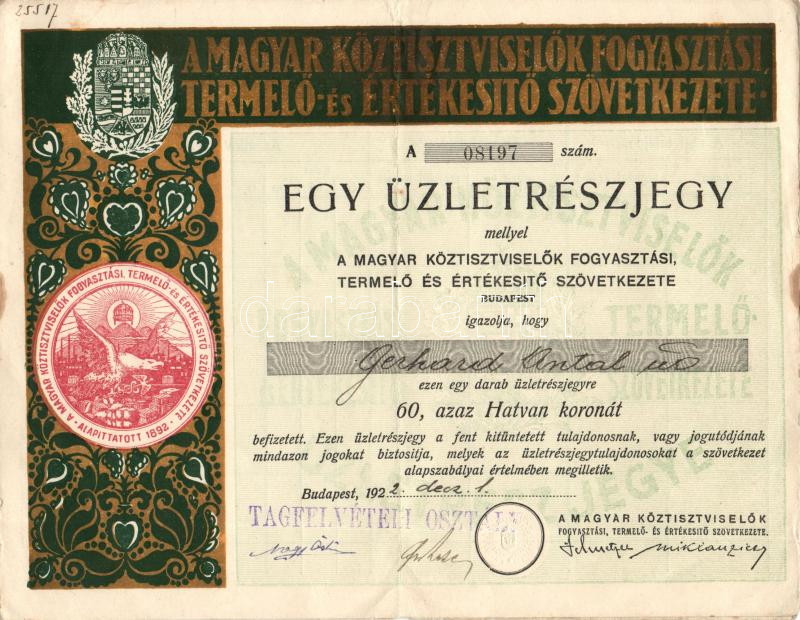 25517
A MAGYAR KÖZTISZTVISELŐK FOGYASZTÁSI,
TERMELŐ- és ÉRTÉKESITŐ SZÖVETKEZETE·
A 08197 szám.
EGY ÜZLETRÉSZJEGY
mellyel
A MAGYAR KÖZTISZTVISELŐK FOGYASZTÁSI,
TERMELŐ ÉS ÉRTÉKESITŐ SZÖVETKEZETE
BUDAPEST
igazolja, hogy
Gerhard Antal
ezen egy darab üzletrészjegyre
60, azaz Hatvan koronát
befizetett. Ezen üzletrészjegy a fent kitüntetett tulajdonosnak, vagy jogutódjának
mindazon jogokat biztositja, melyek az üzletrészjegytulajdonosokat a szövetkezet
alapszabályai értelmében megilletik.
Budapest, 1922. decz. 1.
TAGFELVÉTELI OSZTÁLY
A MAGYAR KÖZTISZTVISELŐK
FOGYASZTÁSI, TERMELŐ- ÉS ÉRTÉKESITŐ SZÖVETKEZETE.
A MAGYAR KÖZTISZTVISELŐK FOGYASZTÁSI, TERMELŐ- és ÉRTÉKESITŐ SZÖVETKEZETE·
·ALAPITTATOTT 1892·